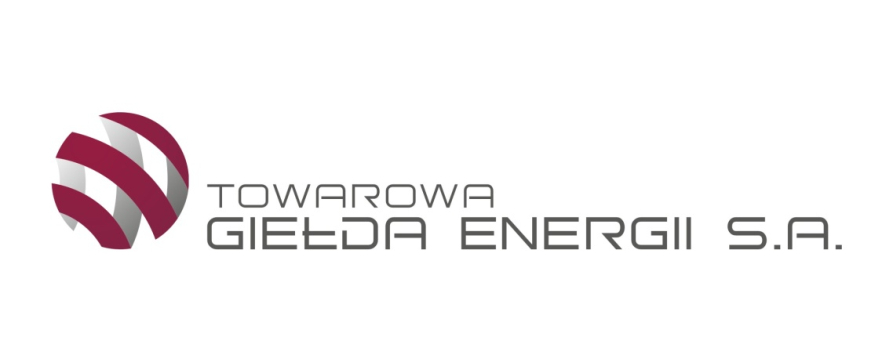 TOWAROWA
GIEŁDA ENERGII S.A.